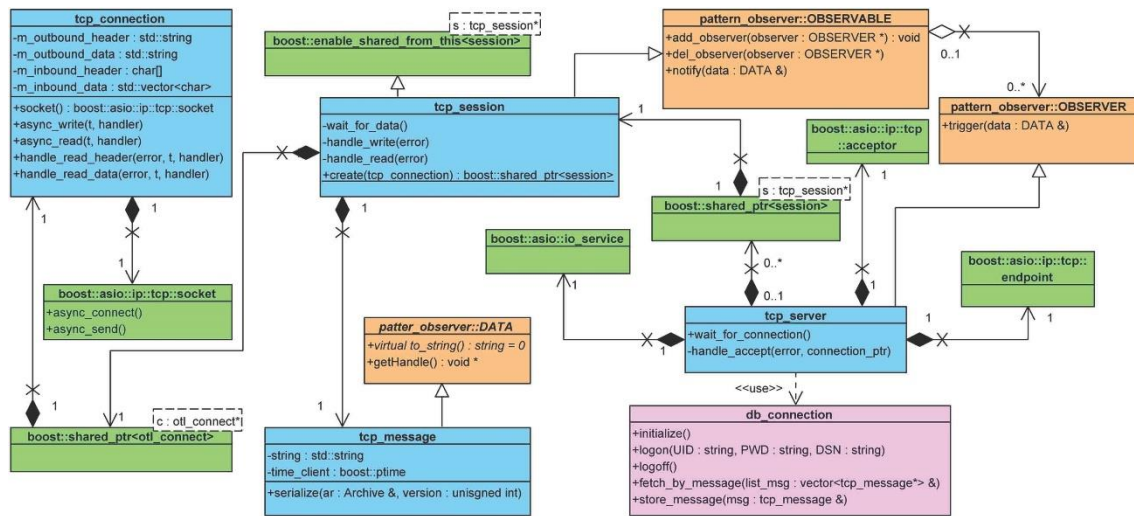 tcp_connection
-m_outbound_header : std::string
-m_outbound_data : std::string
-m_inbound_header : char[]
-m_inbound_data : std::vector<char>
+socket() : boost::asio::ip::tcp::socket
+async_write(t, handler)
+async_read(t, handler)
+handle_read_header(error, t, handler)
+handle_read_data(error, t, handler)
s : tcp_session*
boost::enable_shared_from_this<session>
tcp_session
-wait_for_data()
-handle_write(error)
-handle_read(error)
+create(tcp_connection) : boost::shared_ptr<session>
pattern_observer::OBSERVABLE
+add_observer(observer : OBSERVER *) : void
+del_observer(observer : OBSERVER *)
+notify(data : DATA &)
0..1
0..*
pattern_observer::OBSERVER
+trigger(data : DATA &)
boost::asio::ip::tcp
::acceptor
1
1
1
s : tcp_session*
boost::shared_ptr<session>
1
1
1
1
boost::asio::ip::tcp::socket
+async_connect()
+async_send()
1
1
1
c : otl_connect*
boost::shared_ptr<otl_connect>
boost::asio::io_service
1
0..*
0..1
1
boost::asio::ip::tcp::
endpoint
1
1
1
tcp_server
+wait_for_connection()
-handle_accept(error, connection_ptr)
<<use>>
patter_observer::DATA
+virtual to_string() : string = 0
+getHandle() : void *
1
1
tcp_message
-string : std::string
-time_client : boost::ptime
+serialize(ar : Archive &, version : unisgned int)
db_connection
+initialize()
+logon(UID : string, PWD : string, DSN : string)
+logoff()
+fetch_by_message(list_msg : vector<tcp_message*> &)
+store_message(msg : tcp_message &)